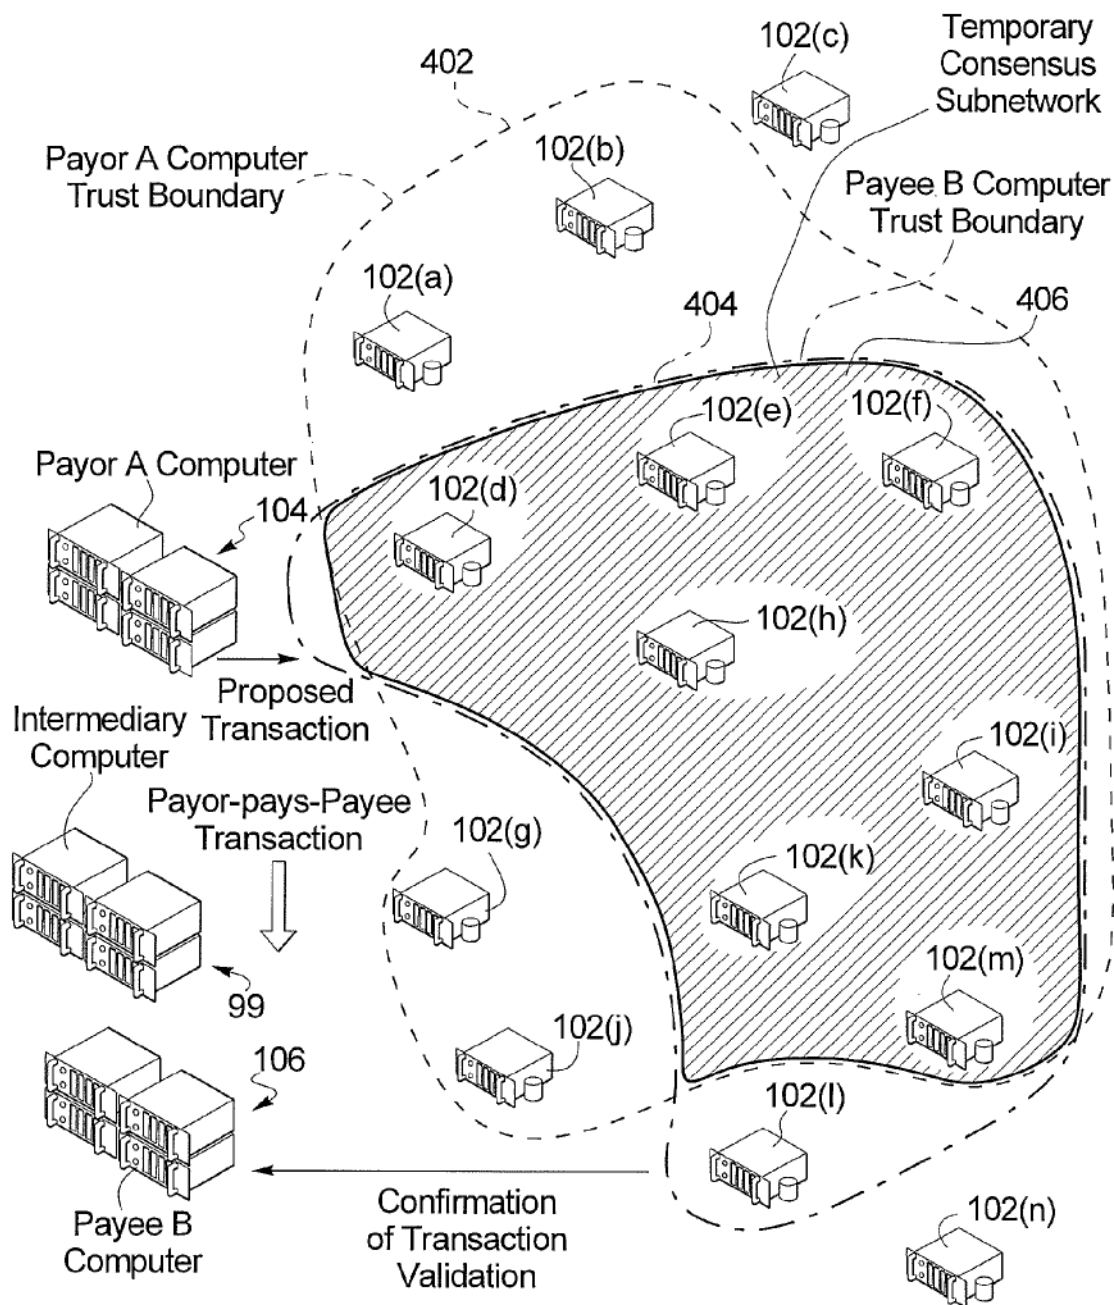 Temporary
Consensus
Subnetwork
102(c)
402
Payor A Computer
Trust Boundary
102(b)
Payee B Computer
Trust Boundary
102(a)
404
406
102(e)
102(f)
Payor A Computer
104
102(d)
102(h)
Proposed
Transaction
Intermediary
Computer
102(i)
Payor-pays-Payee
Transaction
102(g)
102(k)
99
102(m)
106
102(j)
102(l)
Payee B
Computer
Confirmation
of Transaction
Validation
102(n)